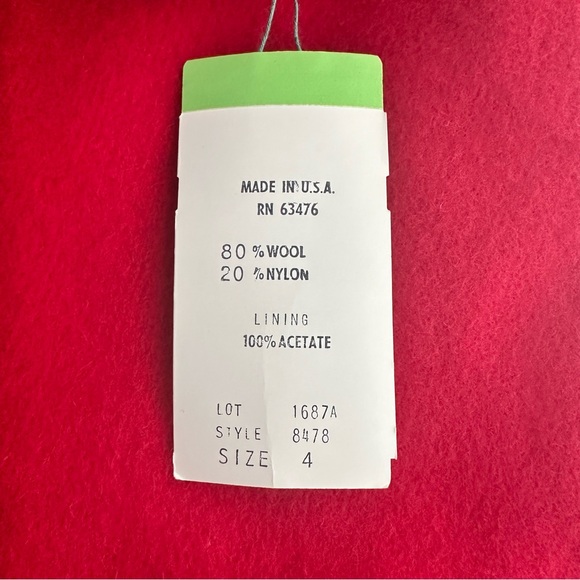 MADE IN U.S.A.
RN 63476
80 % WOOL
20 % NYLON
LINING
100% ACETATE
LOT 1687A
STYLE 8478
SIZE 4